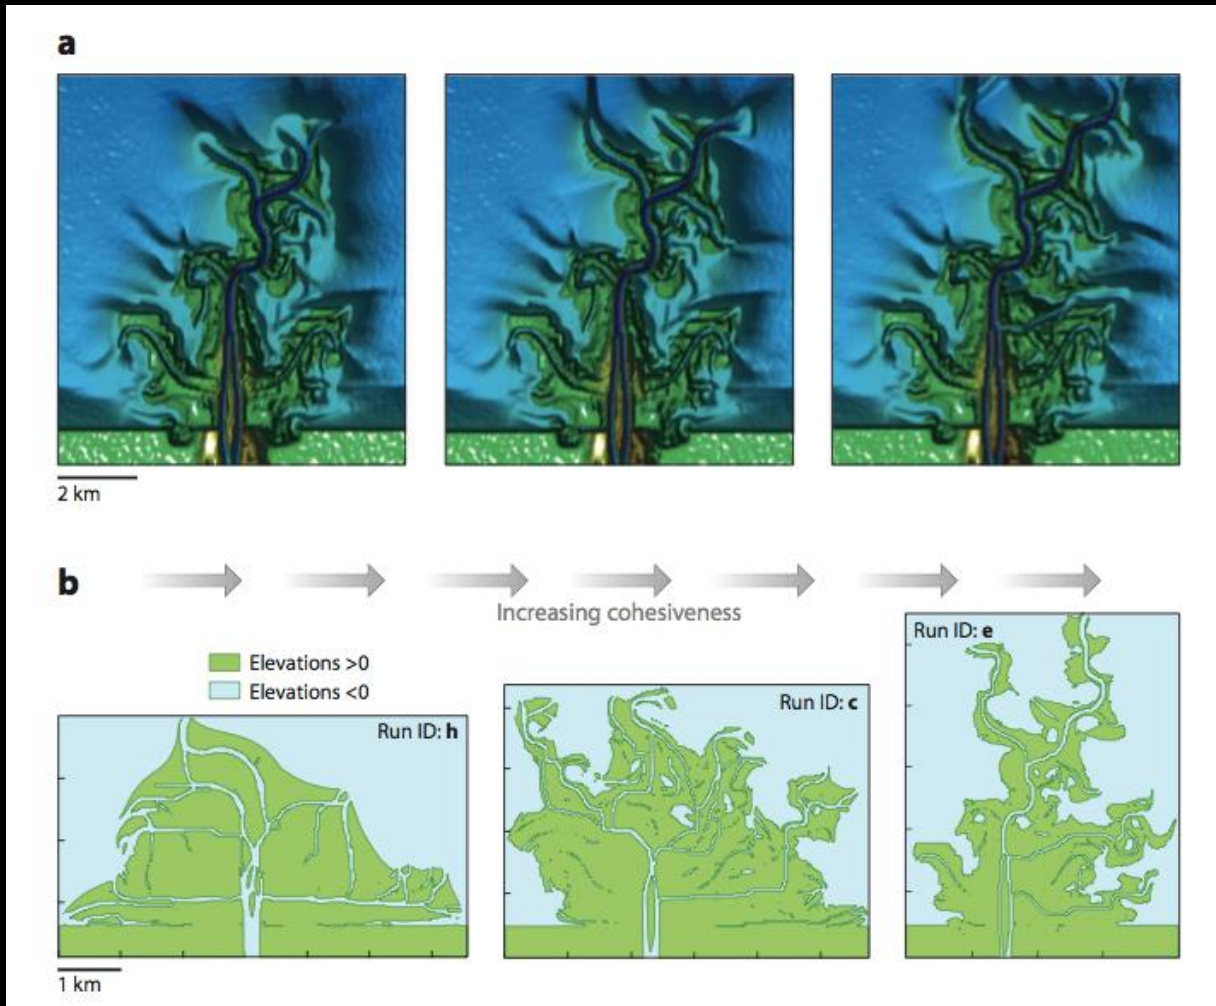 a
2 km
b
Increasing cohesiveness
Elevations >0
Elevations <0
Run ID: h
Run ID: c
Run ID: e
1 km